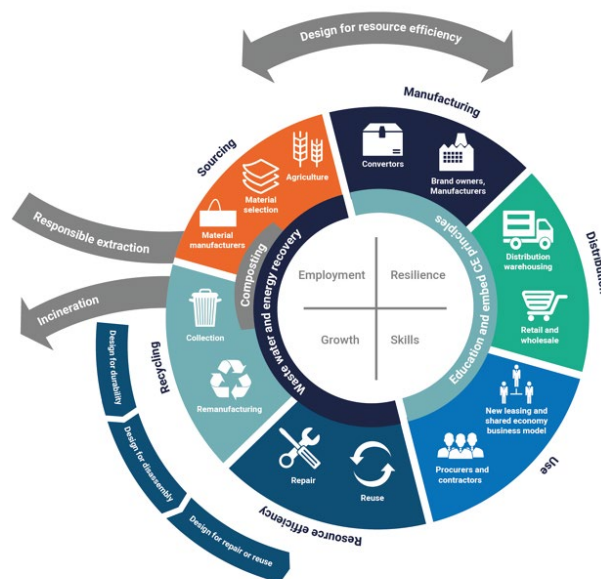 Design for resource efficiency
Manufacturing
Convertors
Brand owners,
Manufacturers
Sourcing
Agriculture
Material
selection
Material
manufacturers
Responsible extraction
Composting
Waste water and energy recovery
Education and embed CE principles
Distribution
Distribution
warehousing
Retail and
wholesale
Employment
Resilience
Growth
Skills
Incineration
Recycling
Collection
Remanufacturing
Design for durability
Design for disassembly
Design for repair or reuse
Resource efficiency
Repair
Reuse
Use
New leasing and
shared economy
business model
Procurers and
contractors